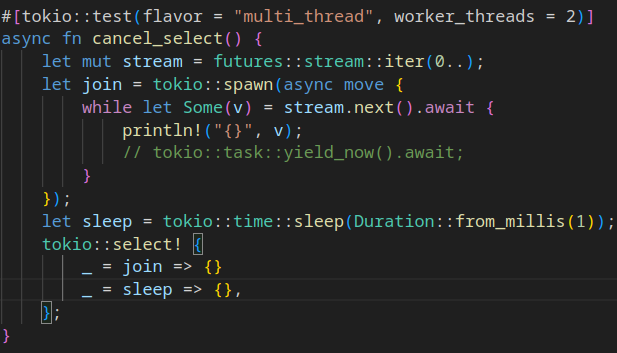 #[tokio::test(flavor = "multi_thread", worker_threads = 2)]
async fn cancel_select() {
    let mut stream = futures::stream::iter(0..);
    let join = tokio::spawn(async move {
        while let Some(v) = stream.next().await {
            println!("{}", v);
            // tokio::task::yield_now().await;
        }
    });
    let sleep = tokio::time::sleep(Duration::from_millis(1));
    tokio::select! {
        _ = join => {}
        _ = sleep => {},
    };
}